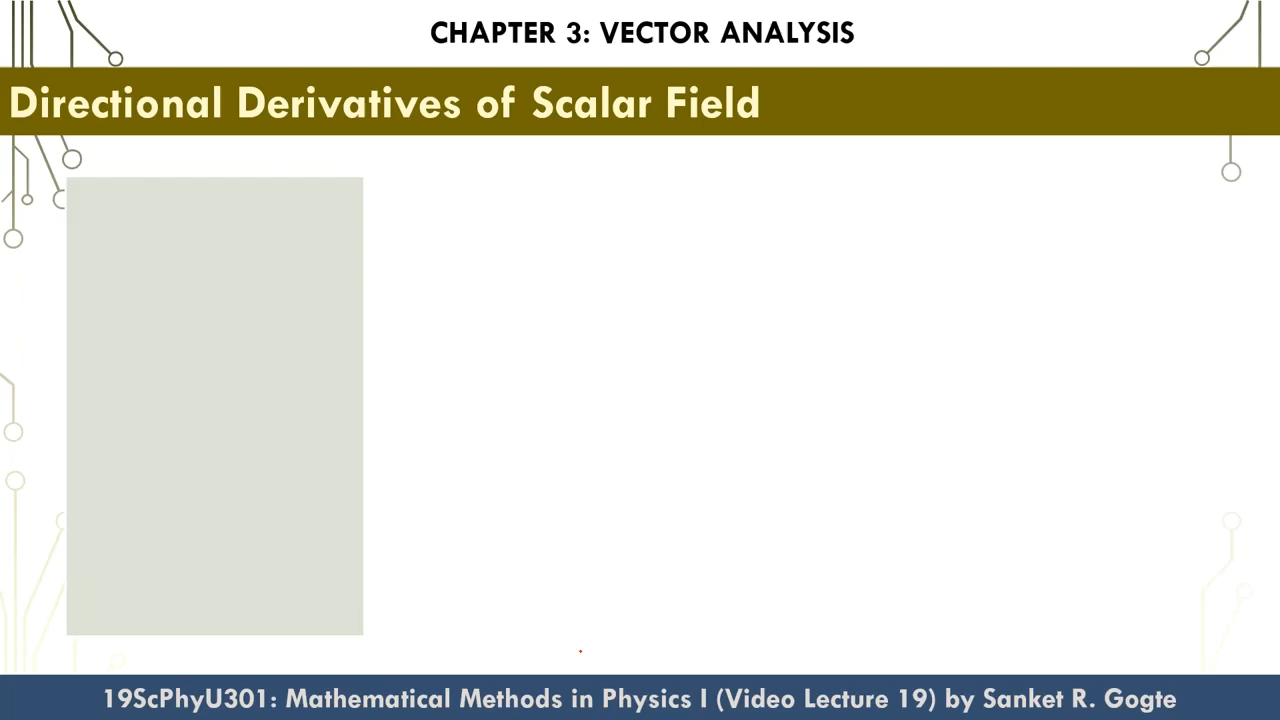 CHAPTER 3: VECTOR ANALYSIS
Directional Derivatives of Scalar Field
19ScPhyU301: Mathematical Methods in Physics I (Video Lecture 19) by Sanket R. Gogte